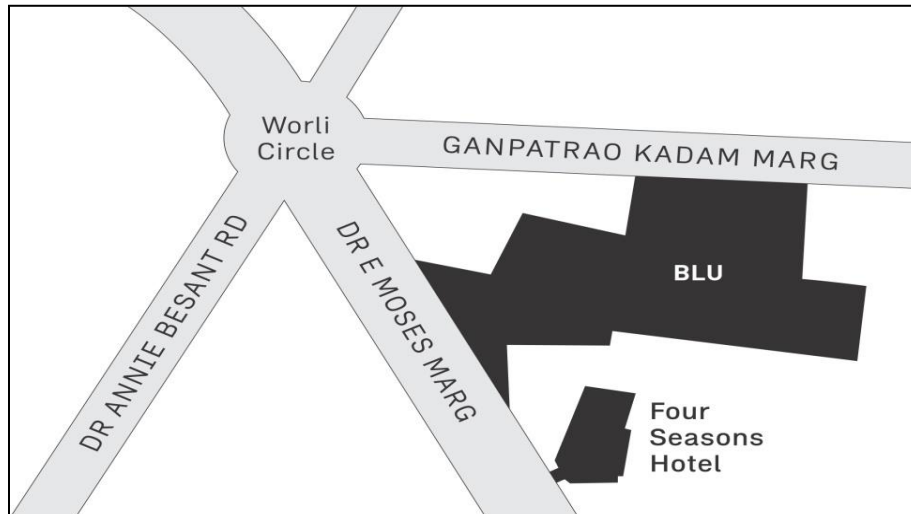 Worli
Circle
GANPATRAO KADAM MARG
DR ANNIE BESANT RD
DR E MOSES MARG
BLU
Four
Seasons
Hotel